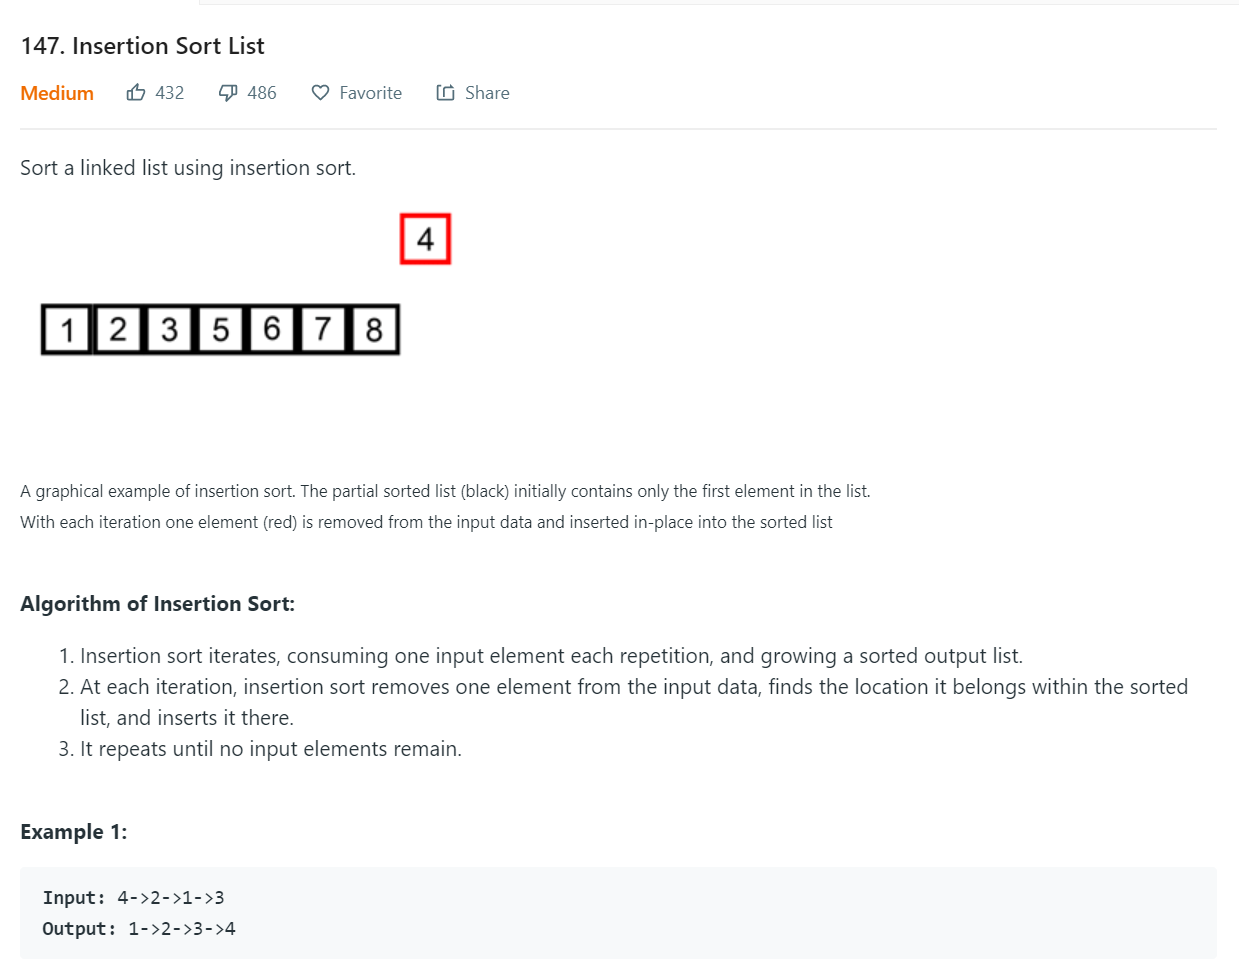 147. Insertion Sort List
Medium 432 486 Favorite Share
Sort a linked list using insertion sort.
4
1 2 3 5 6 7 8
A graphical example of insertion sort. The partial sorted list (black) initially contains only the first element in the list.
With each iteration one element (red) is removed from the input data and inserted in-place into the sorted list
Algorithm of Insertion Sort:
1. Insertion sort iterates, consuming one input element each repetition, and growing a sorted output list.
2. At each iteration, insertion sort removes one element from the input data, finds the location it belongs within the sorted
list, and inserts it there.
3. It repeats until no input elements remain.
Example 1:
Input: 4->2->1->3
Output: 1->2->3->4